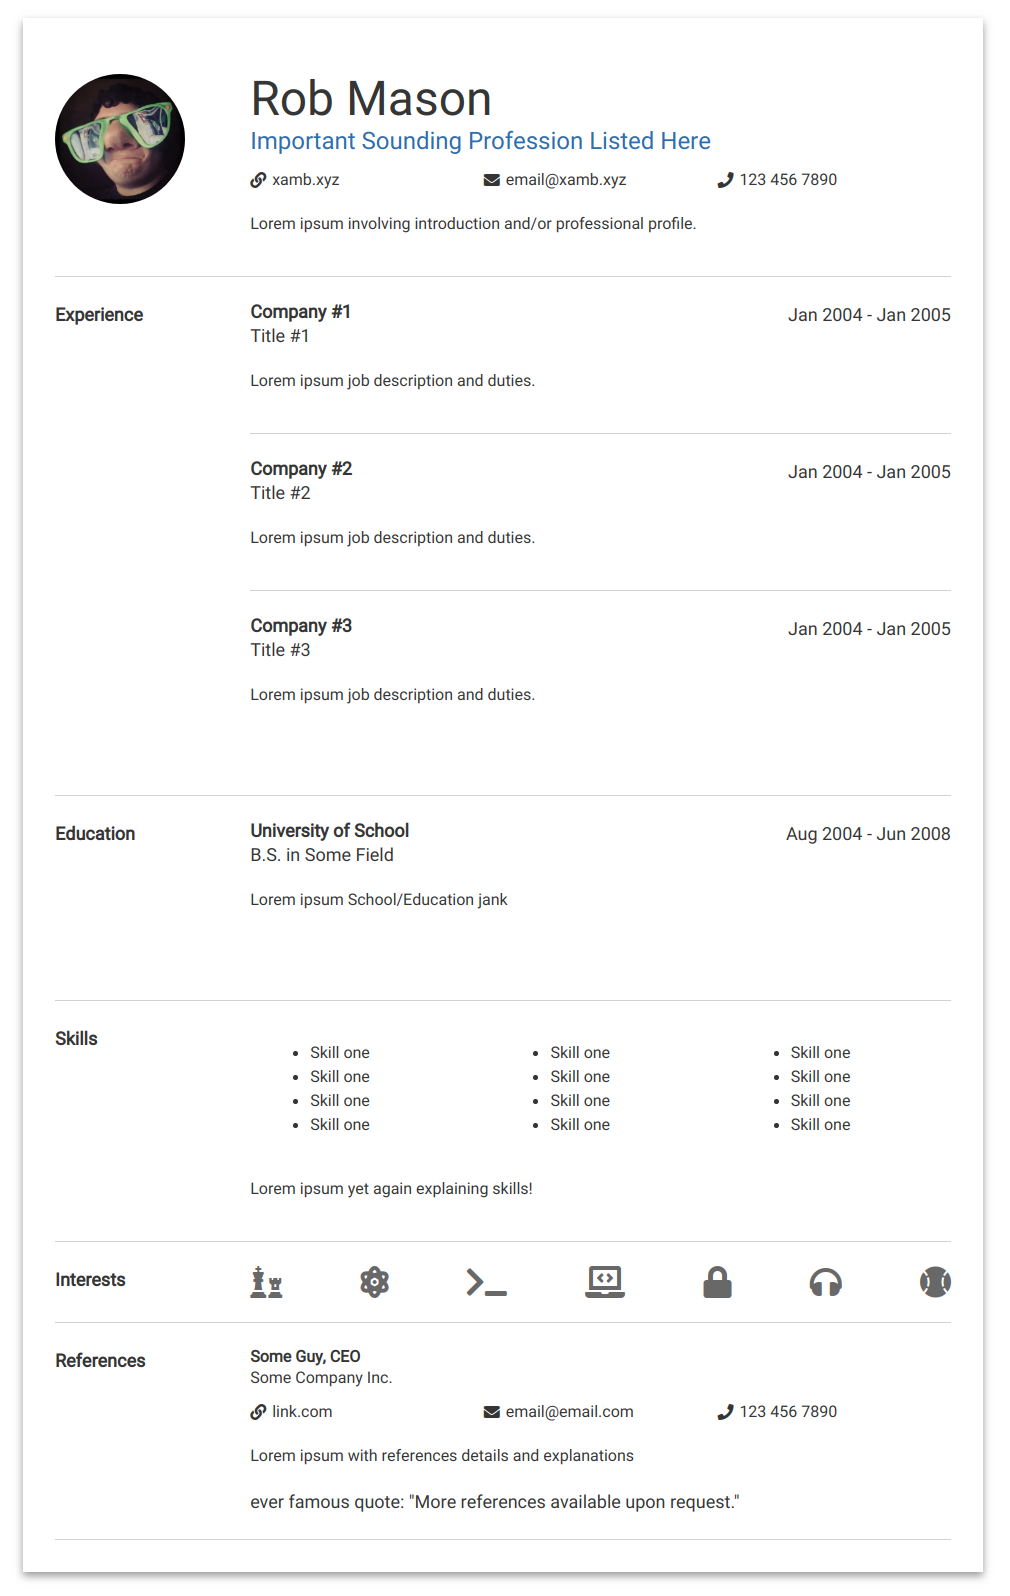 Rob Mason
Important Sounding Profession Listed Here
xamb.xyz email@xamb.xyz 123 456 7890
Lorem ipsum involving introduction and/or professional profile.
Experience
Company #1 Jan 2004 - Jan 2005
Title #1
Lorem ipsum job description and duties.
Company #2 Jan 2004 - Jan 2005
Title #2
Lorem ipsum job description and duties.
Company #3 Jan 2004 - Jan 2005
Title #3
Lorem ipsum job description and duties.
Education
University of School Aug 2004 - Jun 2008
B.S. in Some Field
Lorem ipsum School/Education jank
Skills
• Skill one • Skill one • Skill one
• Skill one • Skill one • Skill one
• Skill one • Skill one • Skill one
• Skill one • Skill one • Skill one
Lorem ipsum yet again explaining skills!
Interests
References
Some Guy, CEO
Some Company Inc.
link.com email@email.com 123 456 7890
Lorem ipsum with references details and explanations
ever famous quote: "More references available upon request."